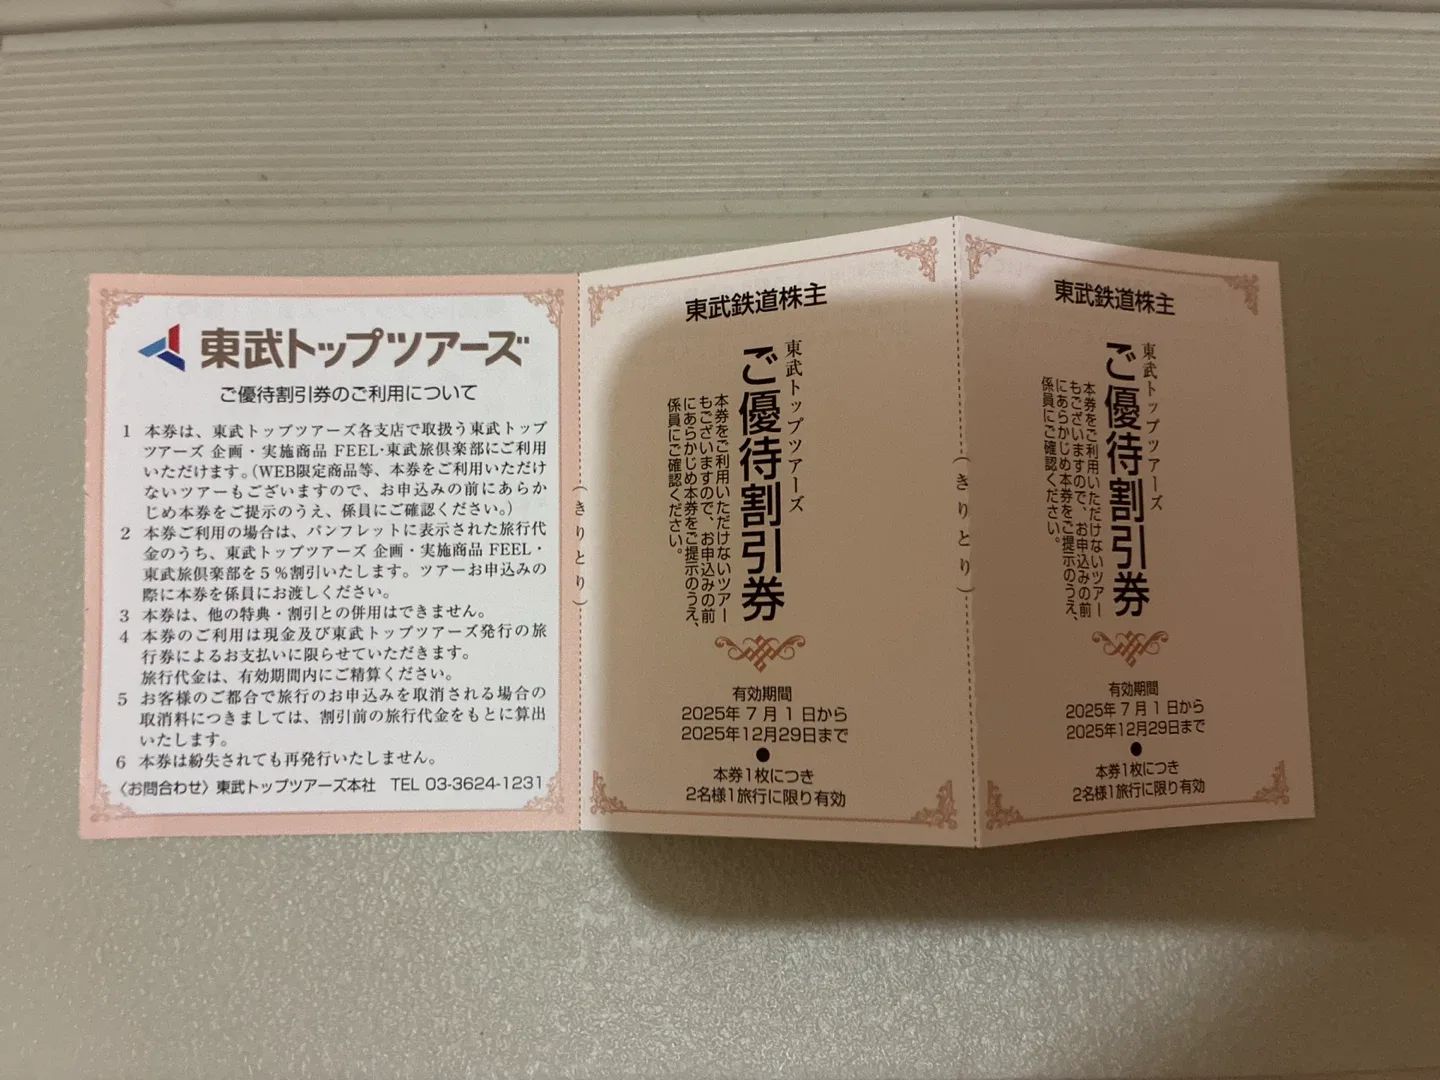 東武トップツアーズ
ご優待割引券のご利用について
1 本券は、東武トップツアーズ各支店で取扱う東武トップ
ツアーズ 企画・実施商品 FEEL・東武旅倶楽部にご利用
いただけます。(WEB限定商品等、本券をご利用いただけ
ないツアーもございますので、お申込みの前にあらか
じめ本券をご提示のうえ、係員にご確認ください。)
2 本券ご利用の場合は、パンフレットに表示された旅行代
金のうち、東武トップツアーズ 企画・実施商品 FEEL・
東武旅倶楽部を5%割引いたします。ツアーお申込みの
際に本券を係員にお渡しください。
3 本券は、他の特典・割引との併用はできません。
4 本券のご利用は現金及び東武トップツアーズ発行の旅
行券によるお支払いに限らせていただきます。
旅行代金は、有効期間内にご精算ください。
5 お客様のご都合で旅行のお申込みを取消される場合の
取消料につきましては、割引前の旅行代金をもとに算出
いたします。
6 本券は紛失されても再発行いたしません。
〈お問合わせ〉東武トップツアーズ本社 TEL 03-3624-1231
(きりとり)
東武鉄道株主
東武トップツアーズ
ご優待割引券
本券をご利用いただけないツアー
もございますので、お申込みの前
にあらかじめ本券をご提示のうえ、
係員にご確認ください。
有効期間
2025年7月1日から
2025年12月29日まで
●
本券1枚につき
2名様1旅行に限り有効
(きりとり)
東武鉄道株主
東武トップツアーズ
ご優待割引券
本券をご利用いただけないツアー
もございますので、お申込みの前
にあらかじめ本券をご提示のうえ、
係員にご確認ください。
有効期間
2025年7月1日から
2025年12月29日まで
●
本券1枚につき
2名様1旅行に限り有効